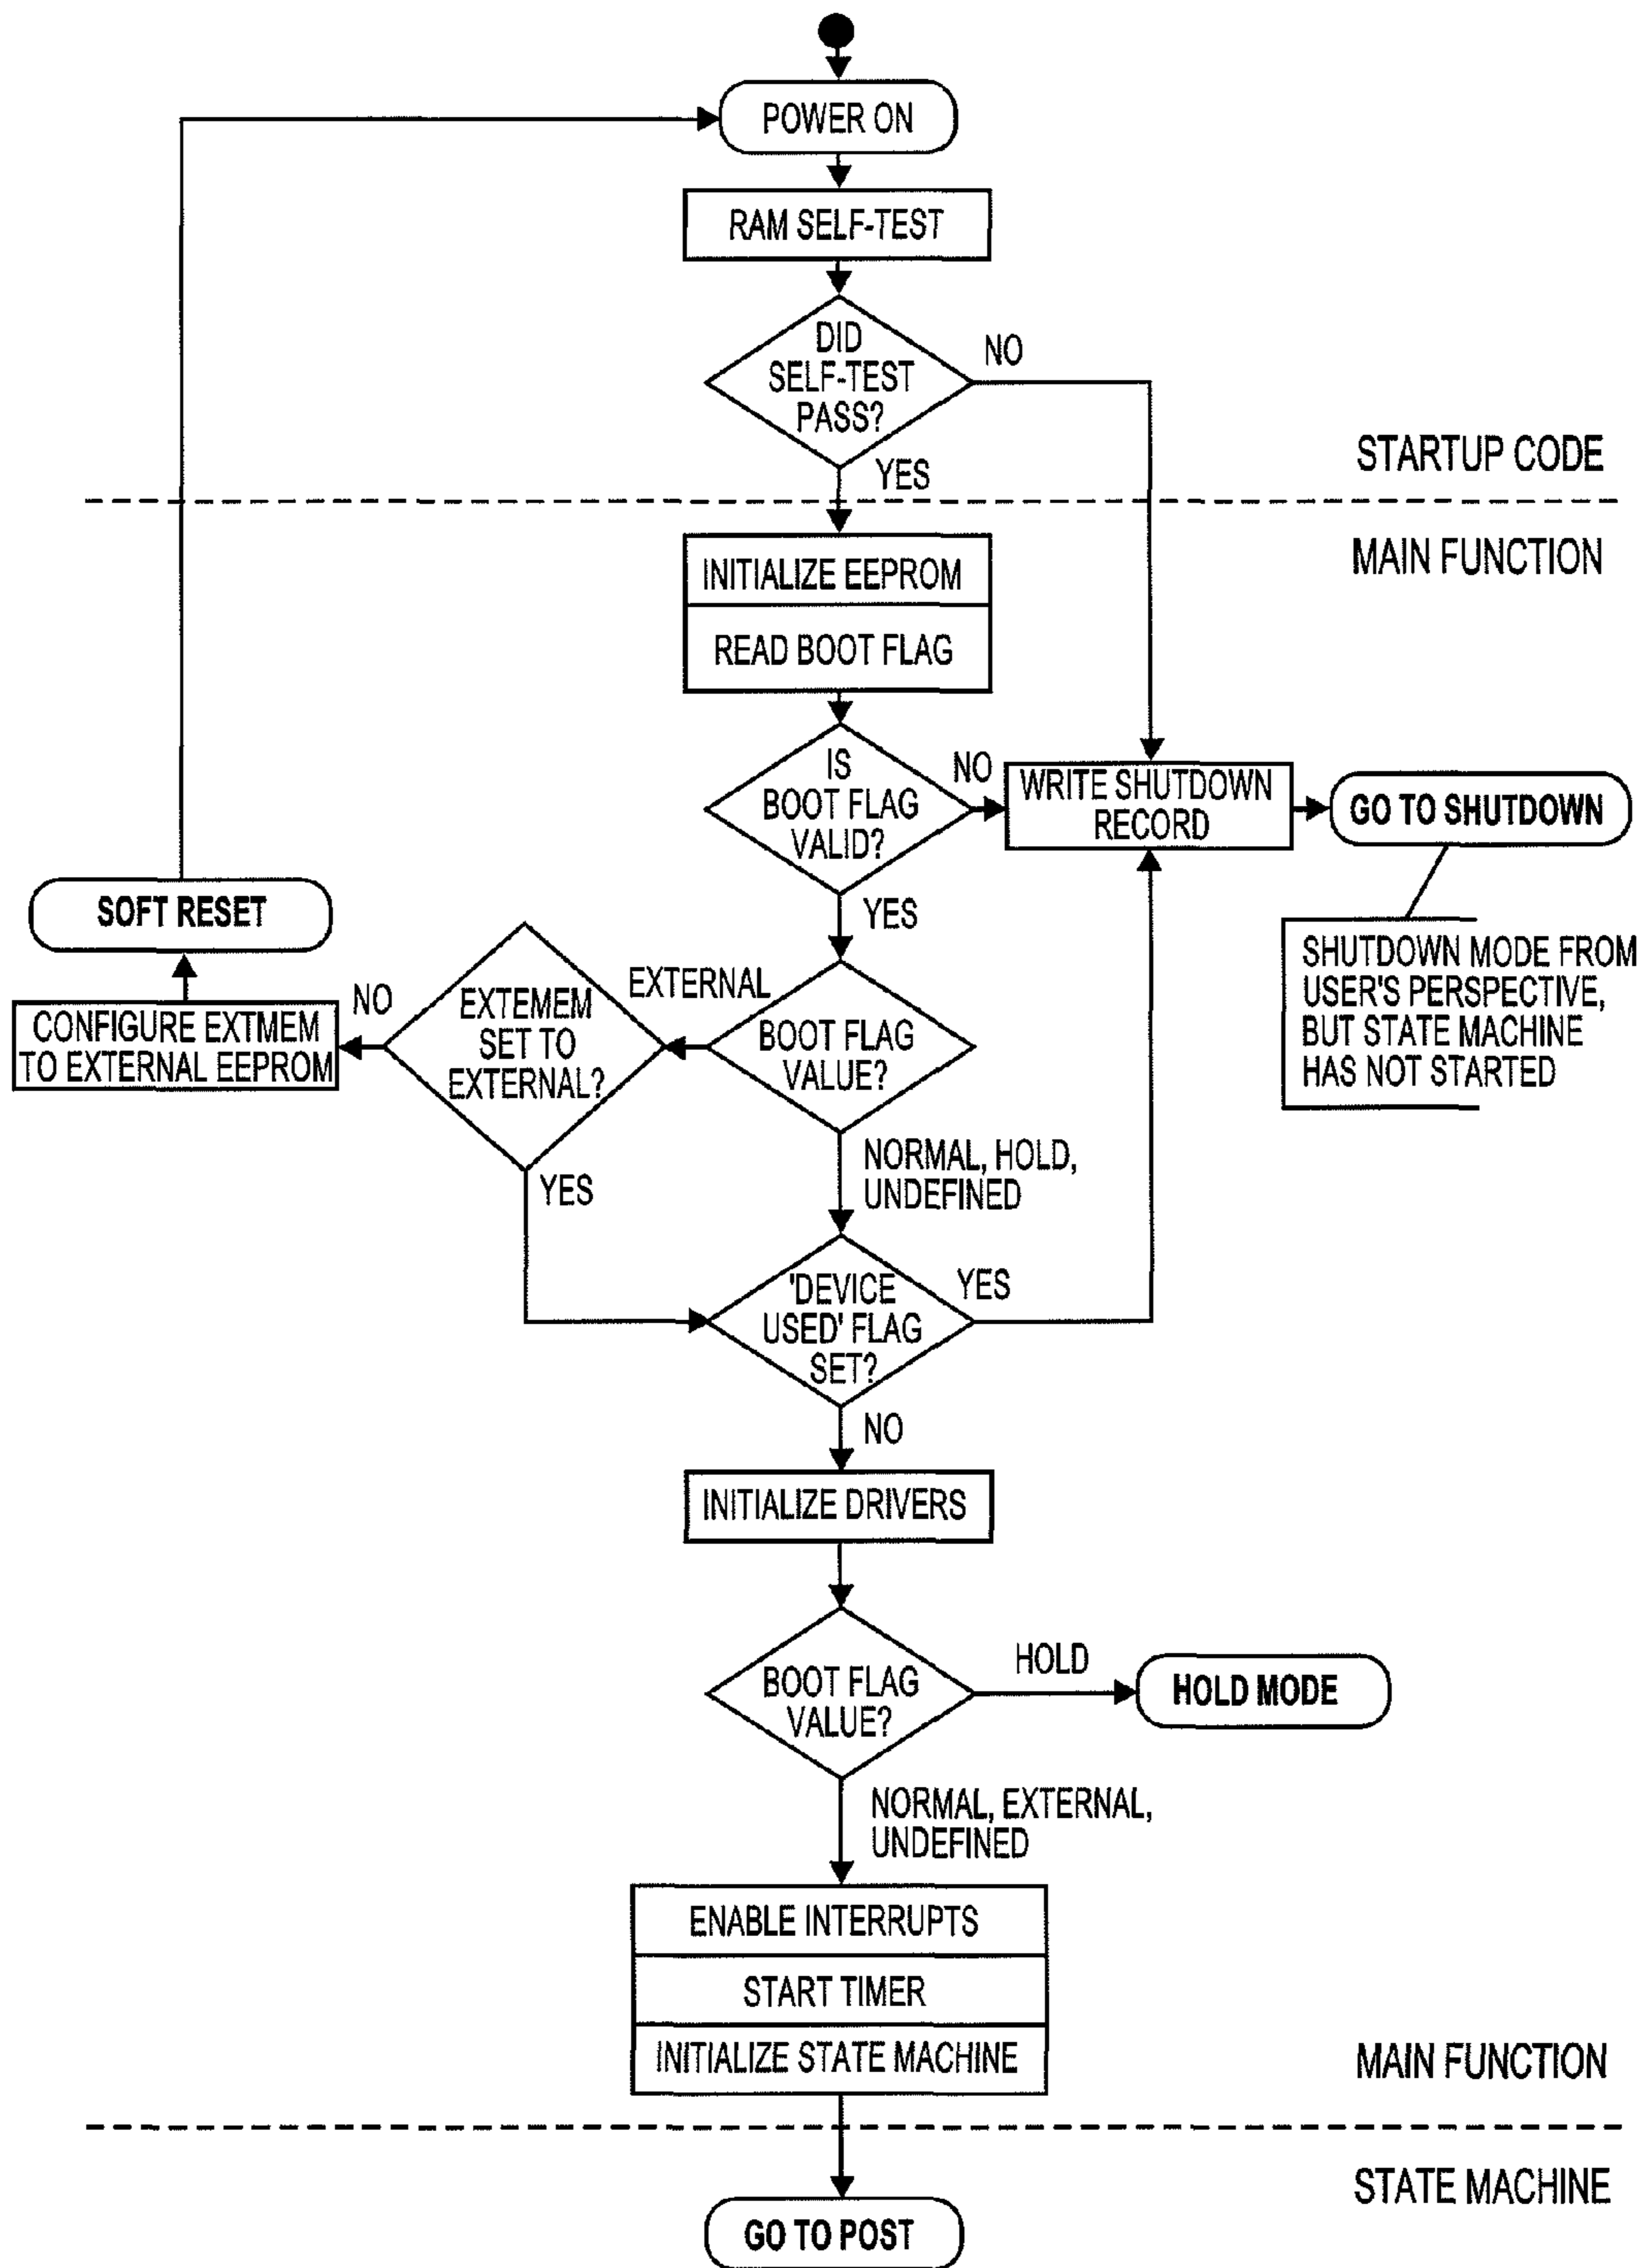 POWER ON
RAM SELF-TEST
DID
SELF-TEST
PASS?
NO
YES
STARTUP CODE
MAIN FUNCTION
INITIALIZE EEPROM
READ BOOT FLAG
IS
BOOT FLAG
VALID?
NO
WRITE SHUTDOWN
RECORD
GO TO SHUTDOWN
YES
SHUTDOWN MODE FROM
USER'S PERSPECTIVE,
BUT STATE MACHINE
HAS NOT STARTED
SOFT RESET
CONFIGURE EXTMEM
TO EXTERNAL EEPROM
NO
EXTEMEM
SET TO
EXTERNAL?
EXTERNAL
BOOT FLAG
VALUE?
YES
NORMAL, HOLD,
UNDEFINED
'DEVICE
USED' FLAG
SET?
YES
NO
INITIALIZE DRIVERS
BOOT FLAG
VALUE?
HOLD
HOLD MODE
NORMAL, EXTERNAL,
UNDEFINED
ENABLE INTERRUPTS
START TIMER
INITIALIZE STATE MACHINE
MAIN FUNCTION
STATE MACHINE
GO TO POST